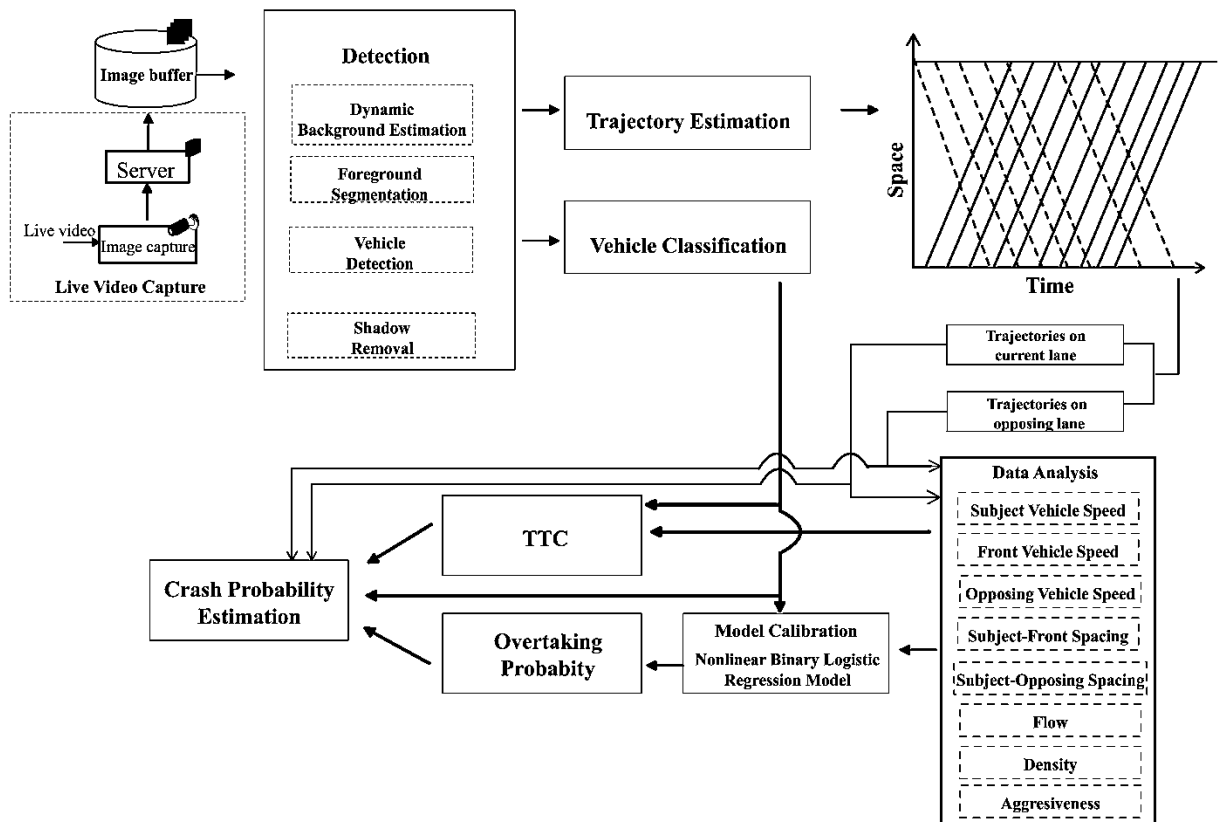 Image buffer
Server
Live video
Image capture
Live Video Capture
Detection
Dynamic
Background Estimation
Foreground
Segmentation
Vehicle
Detection
Shadow
Removal
Trajectory Estimation
Vehicle Classification
Space
Time
Trajectories on
current lane
Trajectories on
opposing lane
Data Analysis
Subject Vehicle Speed
Front Vehicle Speed
Opposing Vehicle Speed
Subject-Front Spacing
Subject-Opposing Spacing
Flow
Density
Aggresiveness
TTC
Crash Probability
Estimation
Overtaking
Probabity
Model Calibration
Nonlinear Binary Logistic
Regression Model